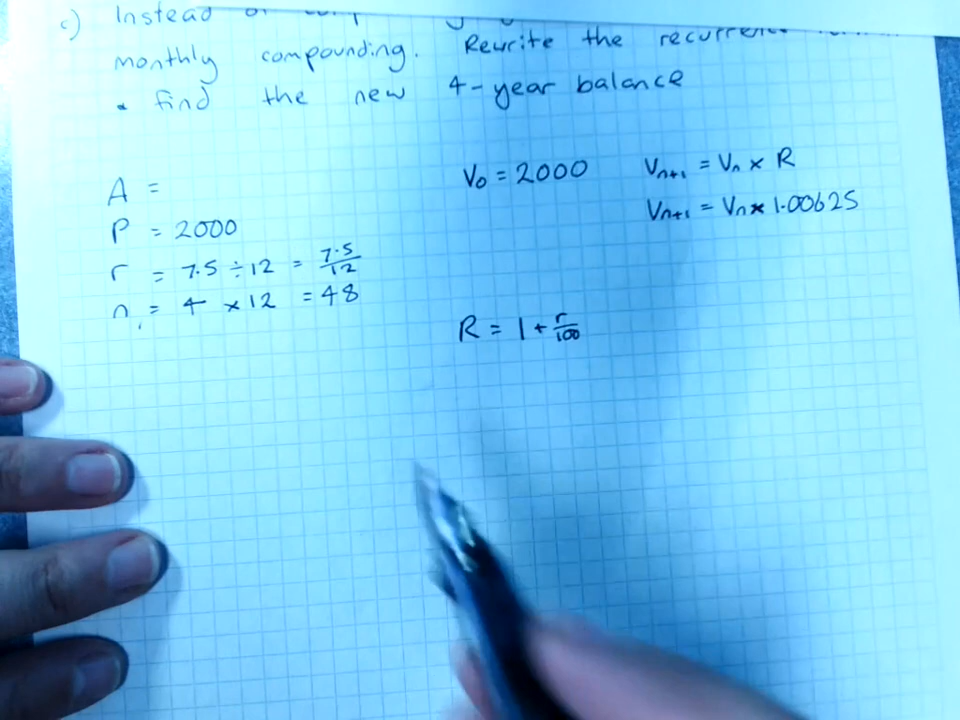 c) Instead
monthly compounding. Rewrite the
• find the new 4-year balance
A =
P = 2000
r = 7.5 ÷ 12 = 7.5/12
n = 4 × 12 = 48
V₀ = 2000
Vₙ₊₁ = Vₙ × R
Vₙ₊₁ = Vₙ × 1.00625
R = 1 + r/100